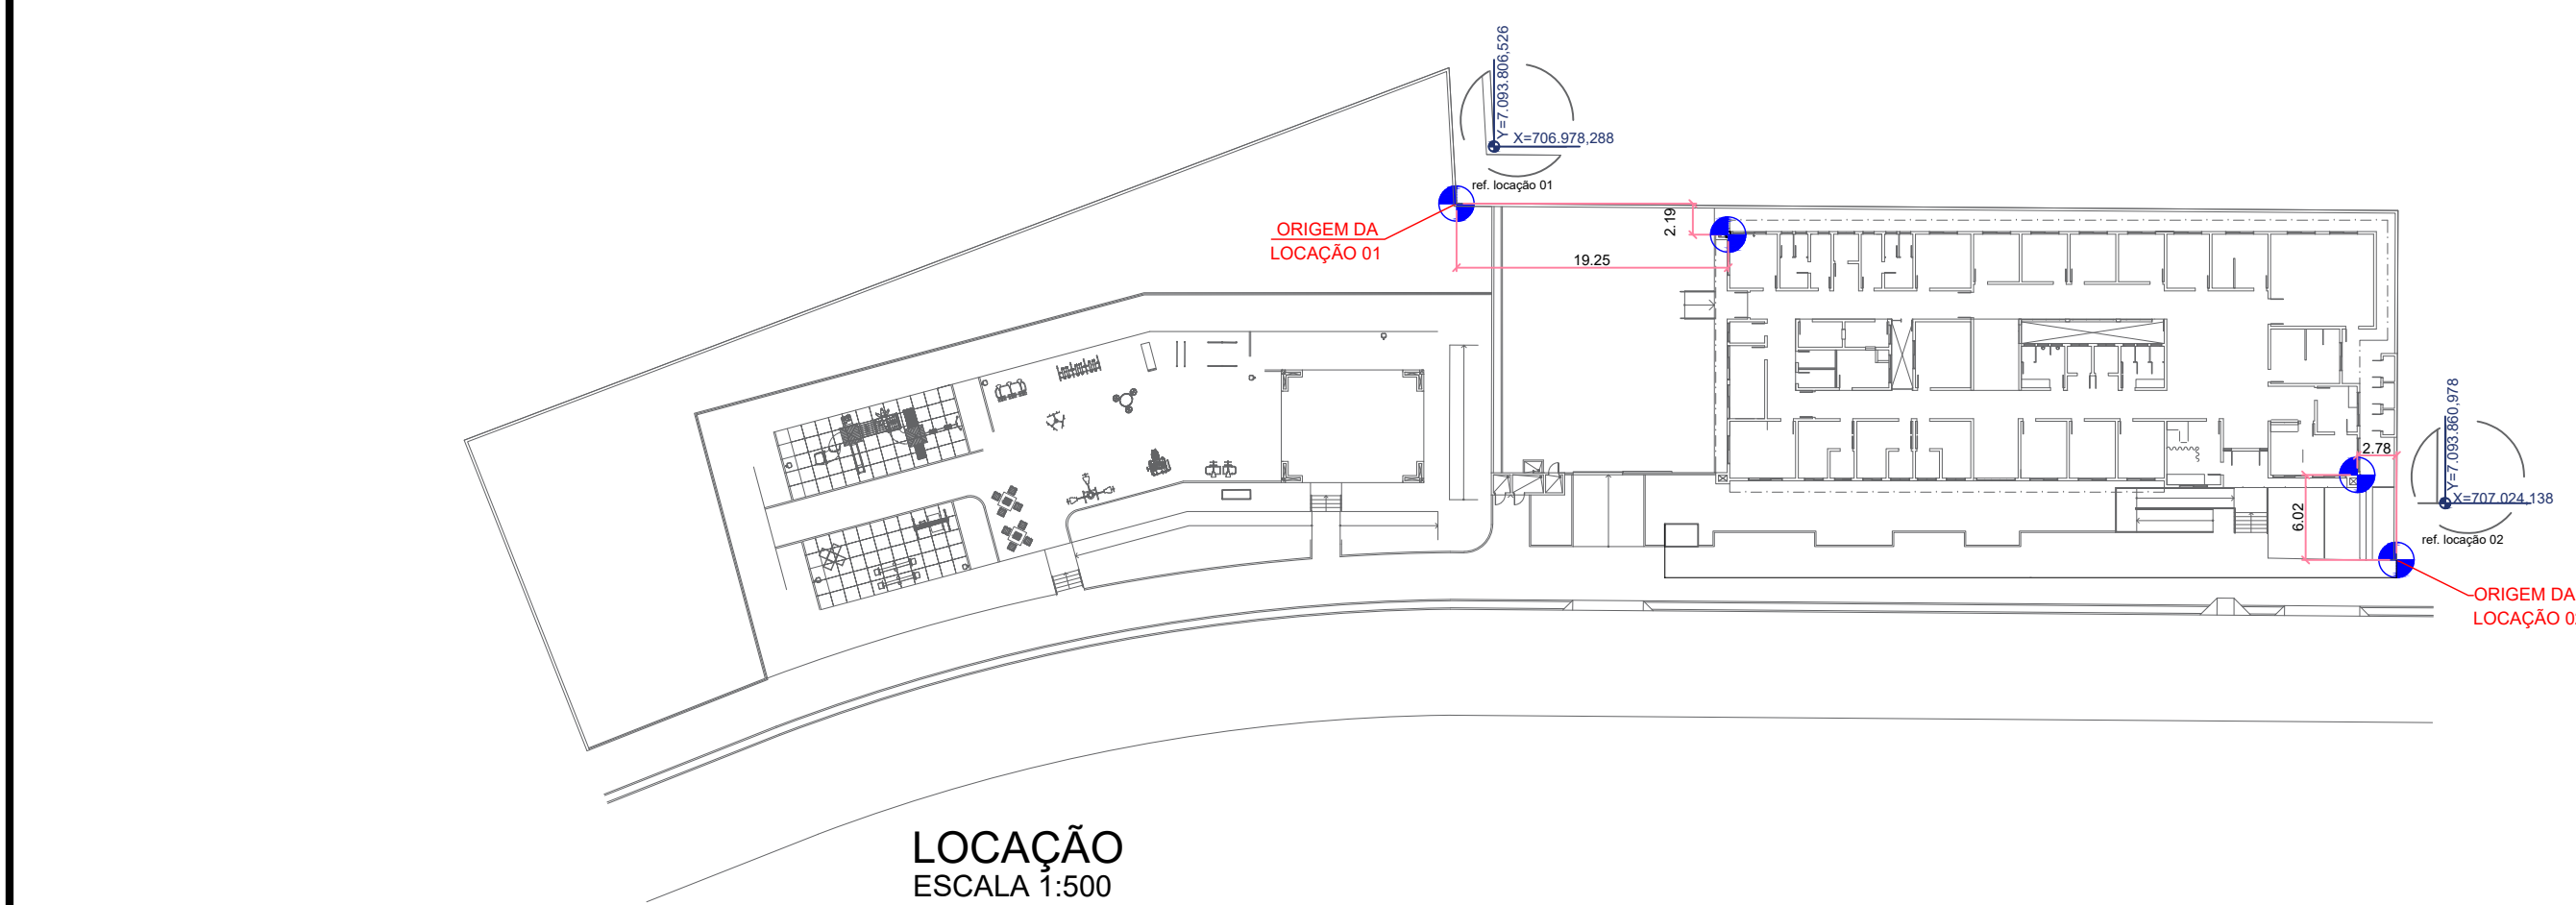 Y=7.093.806,526
X=706.978,288
ref. locação 01
ORIGEM DA
LOCAÇÃO 01
2.19
19.25
Y=7.093.860,978
X=707.024,138
ref. locação 02
2.78
6.02
ORIGEM DA
LOCAÇÃO
LOCAÇÃO
ESCALA 1:500